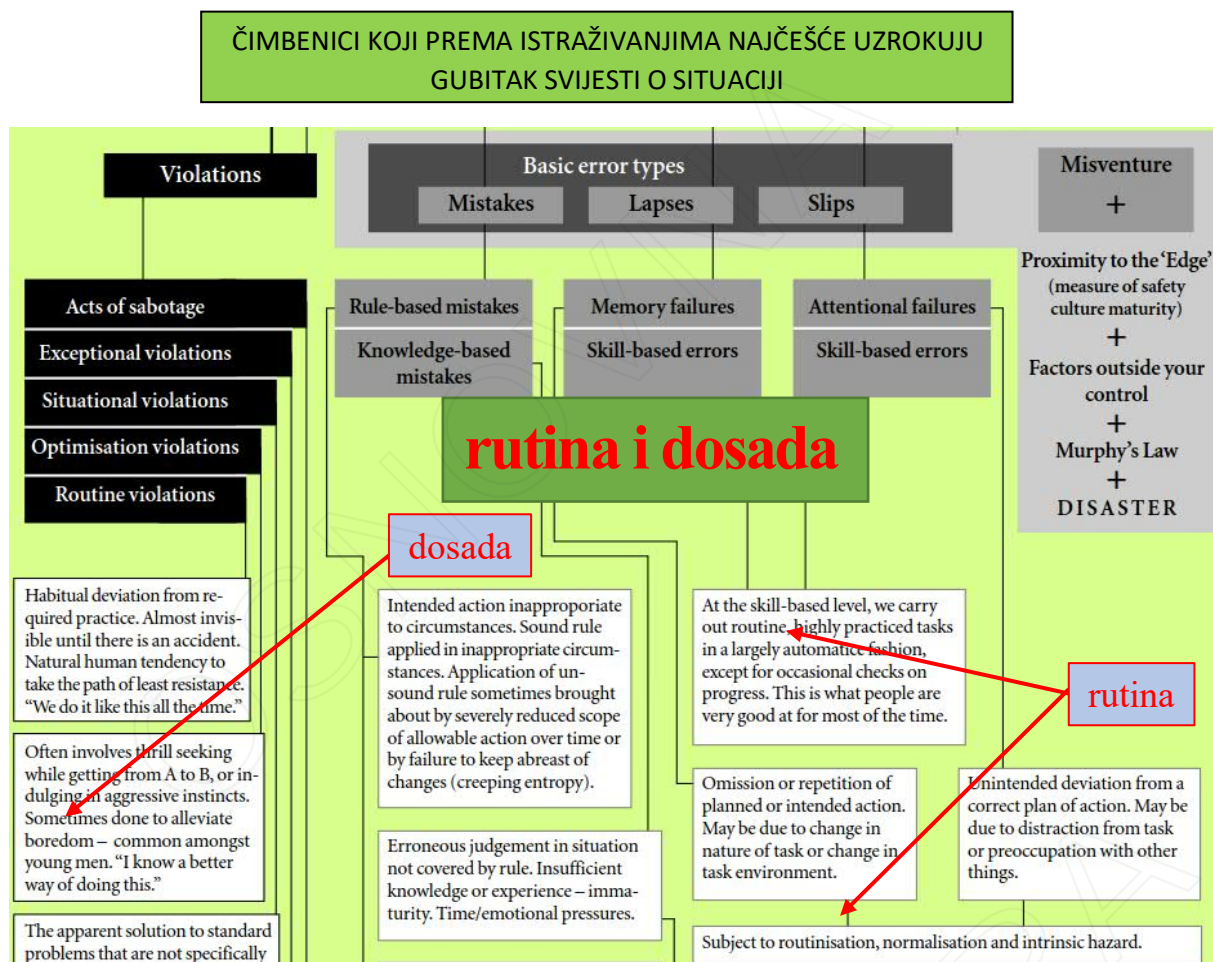 ČIMBENICI KOJI PREMA ISTRAŽIVANJIMA NAJČEŠĆE UZROKUJU
GUBITAK SVIJESTI O SITUACIJI
Violations
Basic error types
Mistakes
Lapses
Slips
Misventure
+
Proximity to the ‘Edge’
(measure of safety
culture maturity)
+
Factors outside your
control
+
Murphy’s Law
+
DISASTER
Acts of sabotage
Exceptional violations
Situational violations
Optimisation violations
Routine violations
Rule-based mistakes
Knowledge-based
mistakes
Memory failures
Skill-based errors
Attentional failures
Skill-based errors
rutina i dosada
dosada
rutina
Habitual deviation from re-
quired practice. Almost invis-
ible until there is an accident.
Natural human tendency to
take the path of least resistance.
“We do it like this all the time.”
Often involves thrill seeking
while getting from A to B, or in-
dulging in aggressive instincts.
Sometimes done to alleviate
boredom – common amongst
young men. “I know a better
way of doing this.”
The apparent solution to standard
problems that are not specifically
Intended action inapproporiate
to circumstances. Sound rule
applied in inappropriate circum-
stances. Application of un-
sound rule sometimes brought
about by severely reduced scope
of allowable action over time or
by failure to keep abreast of
changes (creeping entropy).
Erroneous judgement in situation
not covered by rule. Insufficient
knowledge or experience – imma-
turity. Time/emotional pressures.
At the skill-based level, we carry
out routine, highly practiced tasks
in a largely automatice fashion,
except for occasional checks on
progress. This is what people are
very good at for most of the time.
Omission or repetition of
planned or intended action.
May be due to change in
nature of task or change in
task environment.
Unintended deviation from a
correct plan of action. May be
due to distraction from task
or preoccupation with other
things.
Subject to routinisation, normalisation and intrinsic hazard.